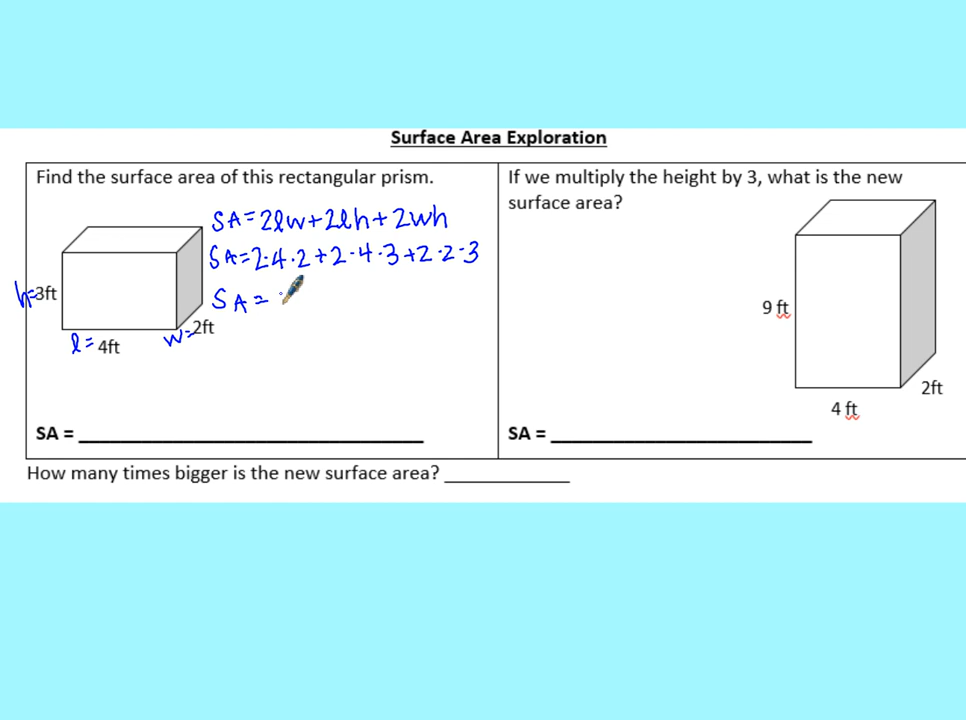 Surface Area Exploration
Find the surface area of this rectangular prism.
SA=2lw+2lh+2wh
SA=2·4·2+2·4·3+2·2·3
SA=
h=3ft
l=4ft
w=2ft
SA = ______________________________
If we multiply the height by 3, what is the new
surface area?
9 ft
4 ft
2ft
SA = ______________________
How many times bigger is the new surface area? ___________